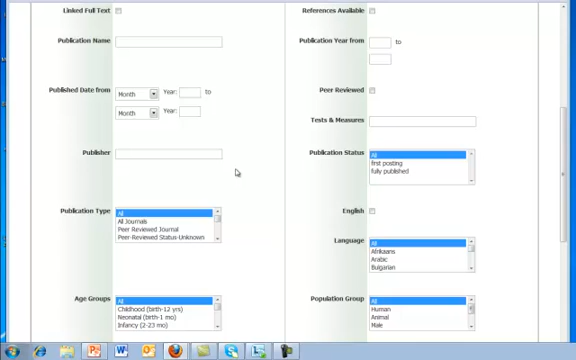 Linked Full Text
References Available
Publication Name
Publication Year from
to
Published Date from
Month
Year:
to
Month
Year:
Peer Reviewed
Tests & Measures
Publisher
Publication Status
All
first posting
fully published
Publication Type
All
All Journals
Peer Reviewed Journal
Peer-Reviewed Status-Unknown
English
Language
All
Afrikaans
Arabic
Bulgarian
Age Groups
All
Childhood (birth-12 yrs)
Neonatal (birth-1 mo)
Infancy (2-23 mo)
Population Group
All
Human
Animal
Male